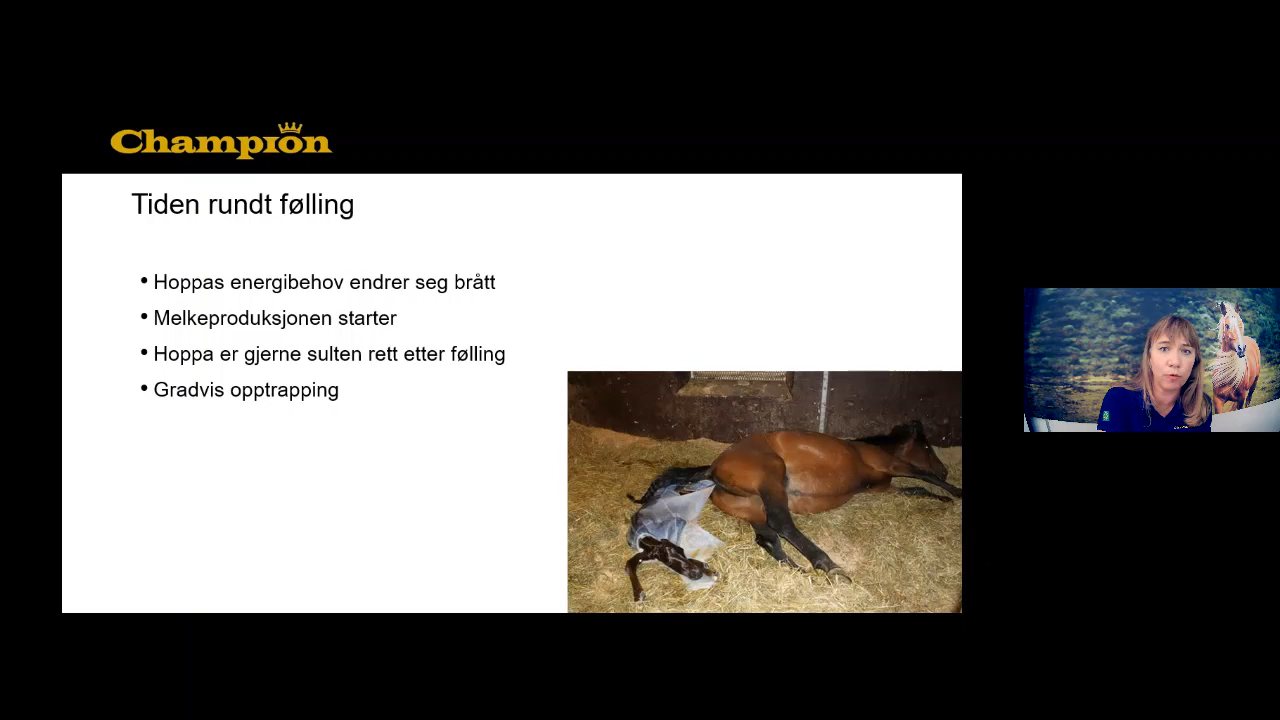 Champion
Tiden rundt følling
• Hoppas energibehov endrer seg brått
• Melkeproduksjonen starter
• Hoppa er gjerne sulten rett etter følling
• Gradvis opptrapping